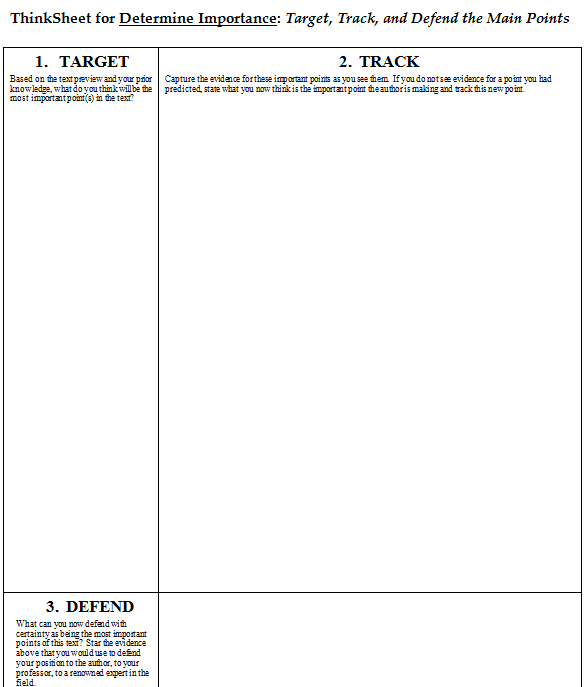 ThinkSheet for Determine Importance: Target, Track, and Defend the Main Points
1. TARGET
Based on the text preview and your prior
knowledge, what do you think will be the
most important point(s) in the text?
2. TRACK
Capture the evidence for these important points as you see them. If you do not see evidence for a point you had
predicted, state what you now think is the important point the author is making and track this new point.
3. DEFEND
What can you now defend with
certainty as being the most important
points of this text? Star the evidence
above that you would use to defend
your position to the author, to your
professor, to a renowned expert in the
field.